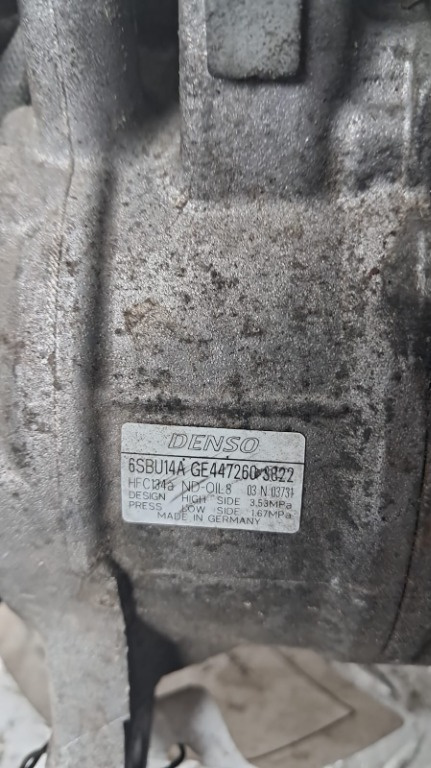 DENSO
6SBU14A GE447260-3822
HFC134a ND-OIL8 03 N 03731
DESIGN HIGH SIDE 3.53MPa
PRESS LOW SIDE 1.67MPa
MADE IN GERMANY